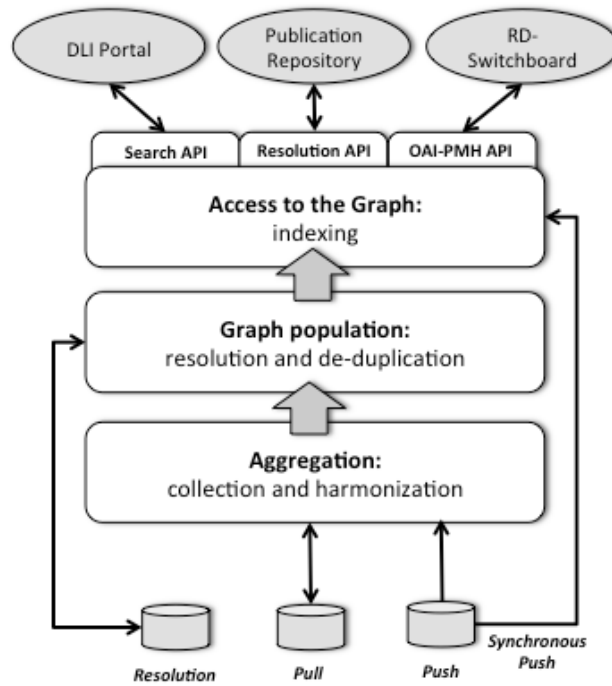 DLI Portal
Publication
Repository
RD-
Switchboard
Search API
Resolution API
OAI-PMH API
Access to the Graph:
indexing
Graph population:
resolution and de-duplication
Aggregation:
collection and harmonization
Resolution
Pull
Push
Synchronous
Push